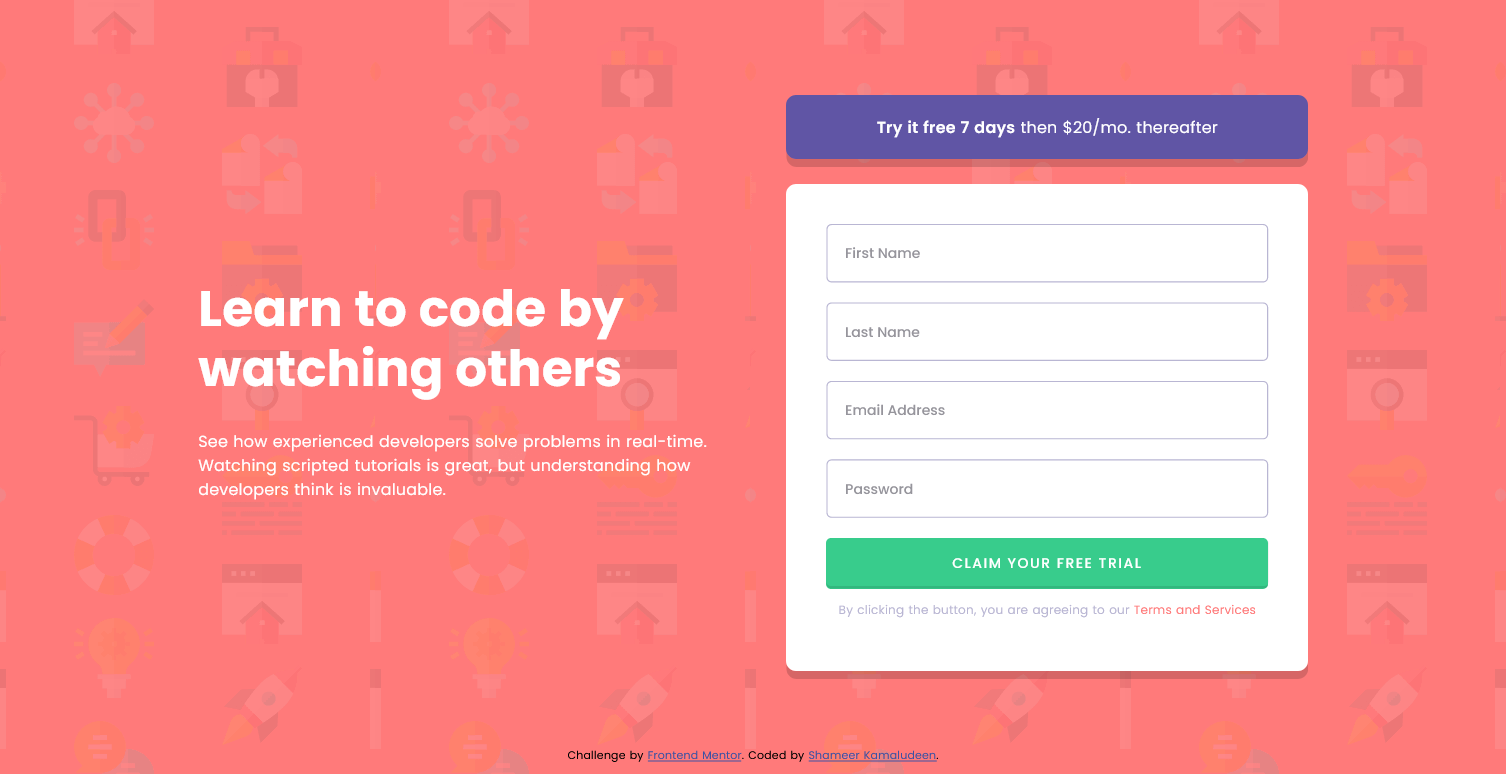 Learn to code by
watching others
See how experienced developers solve problems in real-time.
Watching scripted tutorials is great, but understanding how
developers think is invaluable.
Try it free 7 days then $20/mo. thereafter
First Name
Last Name
Email Address
Password
CLAIM YOUR FREE TRIAL
By clicking the button, you are agreeing to our Terms and Services
Challenge by Frontend Mentor. Coded by Shameer Kamaludeen.